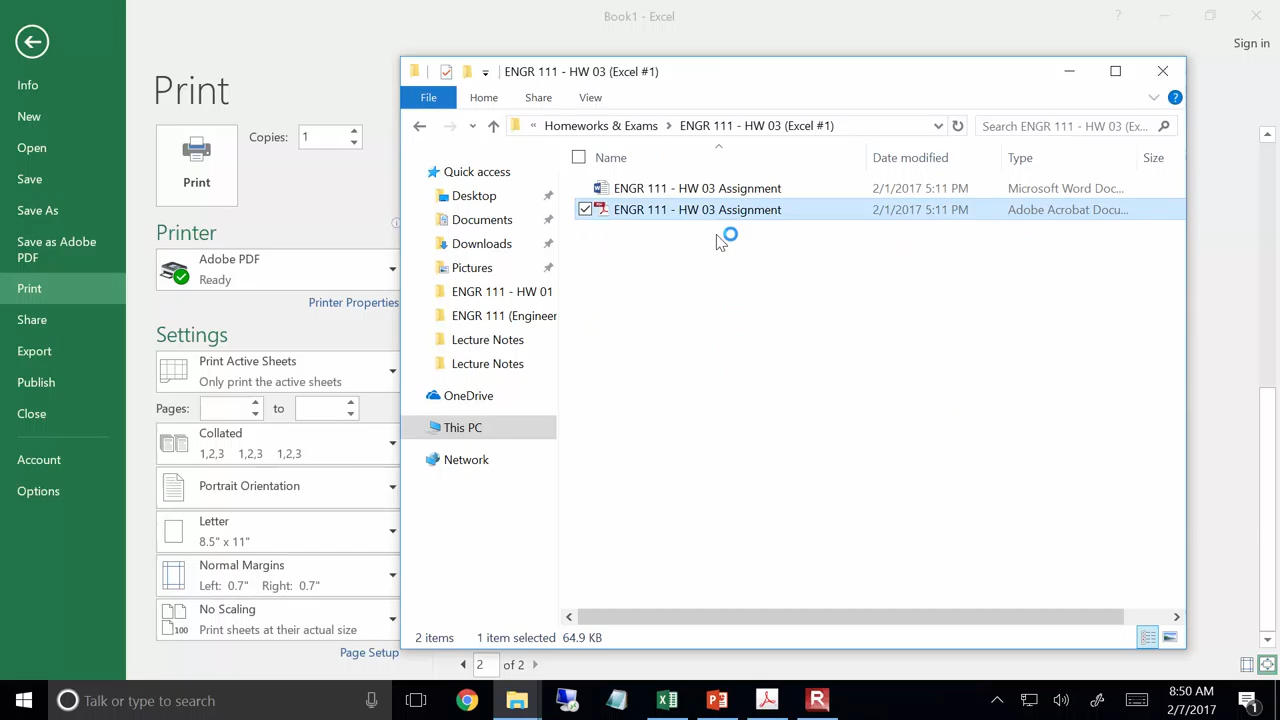 Book1 - Excel
?
Sign in
Info
New
Open
Save
Save As
Save as Adobe
PDF
Print
Share
Export
Publish
Close
Account
Options
Print
Print
Copies: 1
Printer
Adobe PDF
Ready
Printer Properties
Settings
Print Active Sheets
Only print the active sheets
Pages: to
Collated
1,2,3 1,2,3 1,2,3
Portrait Orientation
Letter
8.5" x 11"
Normal Margins
Left: 0.7" Right: 0.7"
No Scaling
100
Print sheets at their actual size
Page Setup
2 of 2
ENGR 111 - HW 03 (Excel #1)
File Home Share View
?
« Homeworks & Exams > ENGR 111 - HW 03 (Excel #1)
Search ENGR 111 - HW 03 (Ex...
Name Date modified Type Size
ENGR 111 - HW 03 Assignment 2/1/2017 5:11 PM Microsoft Word Doc...
ENGR 111 - HW 03 Assignment 2/1/2017 5:11 PM Adobe Acrobat Docu...
Quick access
Desktop
Documents
Downloads
Pictures
ENGR 111 - HW 01
ENGR 111 (Engineer
Lecture Notes
Lecture Notes
OneDrive
This PC
Network
2 items 1 item selected 64.9 KB
Talk or type to search
8:50 AM
2/7/2017
1